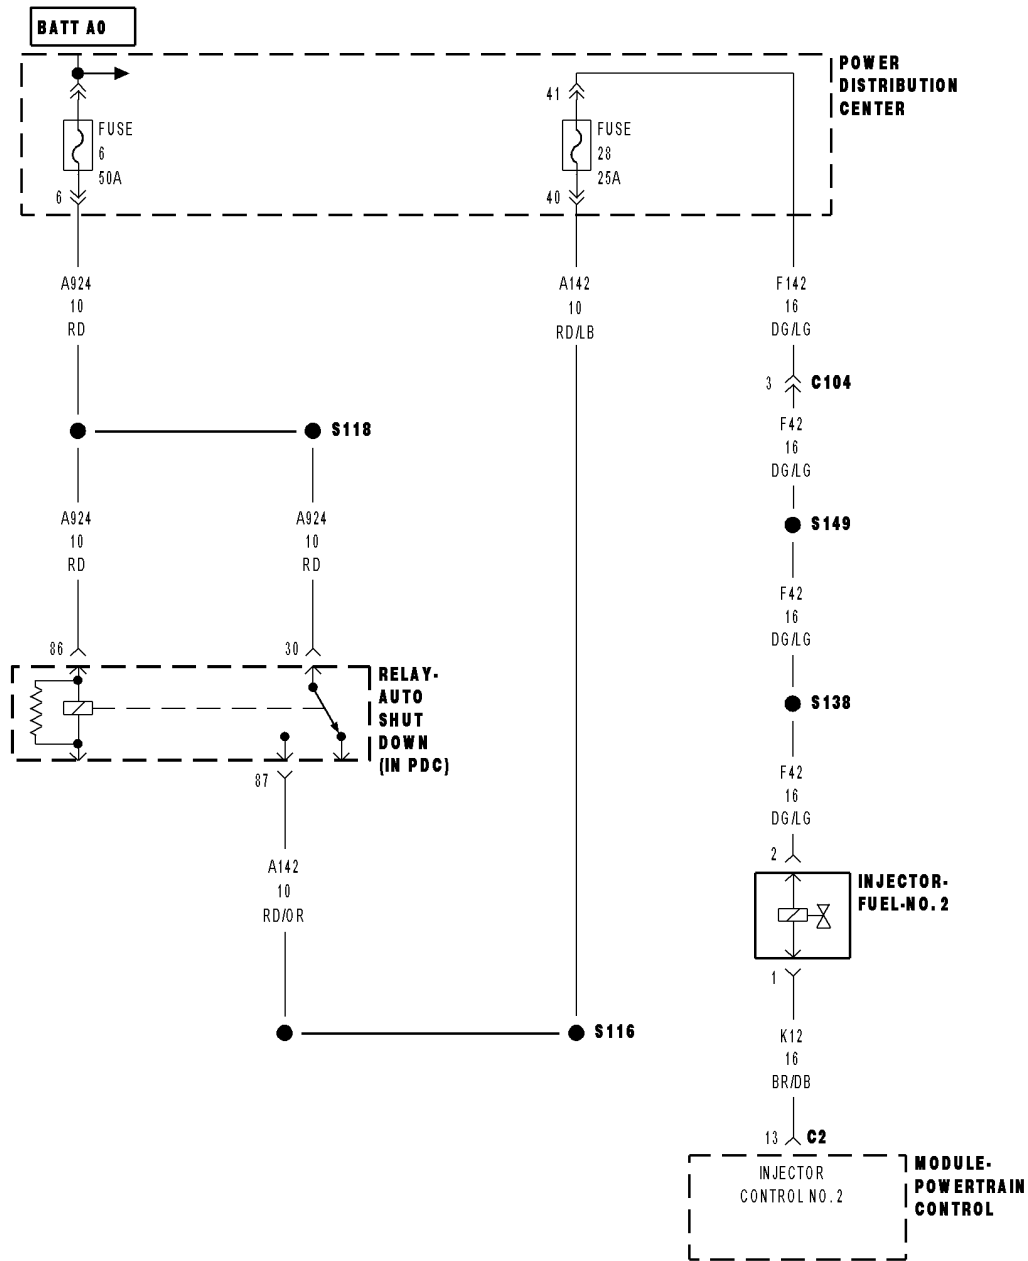 BATT A0
POWER
DISTRIBUTION
CENTER
FUSE
6
50A
6
41
FUSE
28
25A
40
A924
10
RD
A142
10
RD/LB
F142
16
DG/LG
3 C104
F42
16
DG/LG
S118
S149
A924
10
RD
A924
10
RD
F42
16
DG/LG
86
30
RELAY-
AUTO
SHUT
DOWN
(IN PDC)
S138
87
F42
16
DG/LG
2
A142
10
RD/OR
INJECTOR-
FUEL-NO. 2
1
S116
K12
16
BR/DB
13 C2
INJECTOR
CONTROL NO. 2
MODULE-
POWERTRAIN
CONTROL